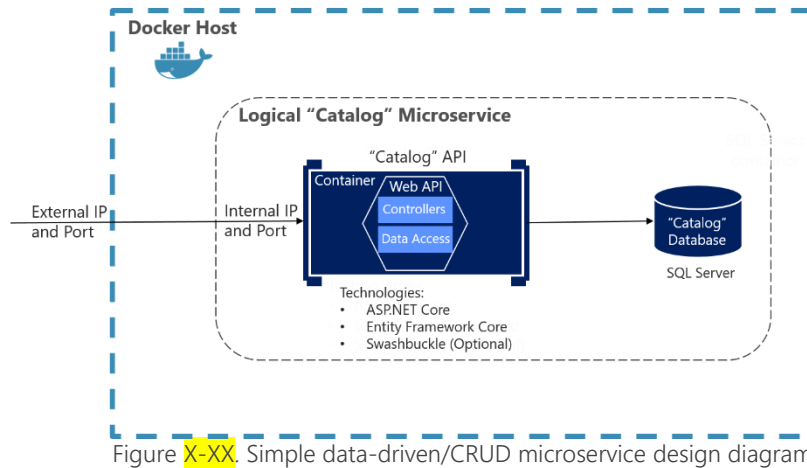 Docker Host
Logical “Catalog” Microservice
“Catalog” API
Container
Web API
Controllers
Data Access
External IP
and Port
Internal IP
and Port
“Catalog”
Database
SQL Server
Technologies:
• ASP.NET Core
• Entity Framework Core
• Swashbuckle (Optional)
Figure X-XX. Simple data-driven/CRUD microservice design diagram